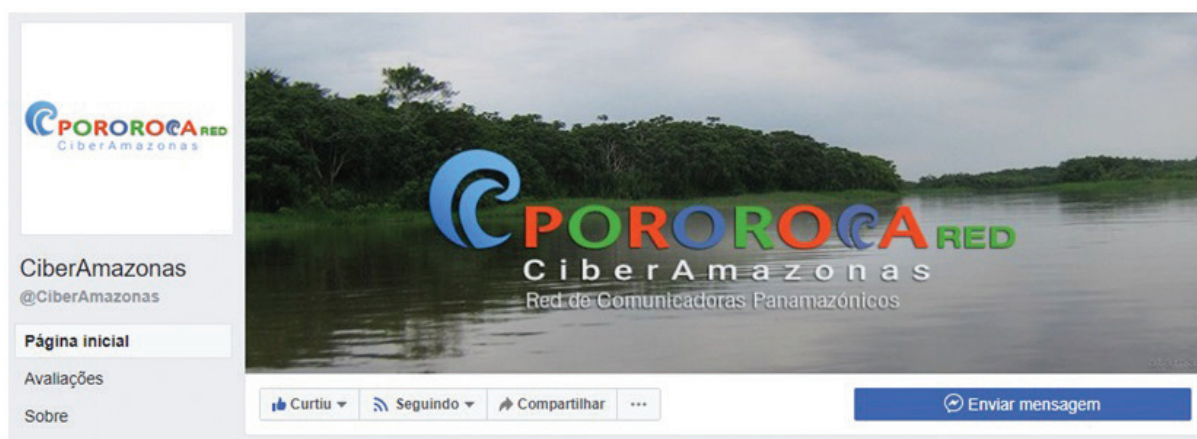 POROROCA RED
CiberAmazonas
CiberAmazonas
@CiberAmazonas
Página inicial
Avaliações
Sobre
POROROCA RED
CiberAmazonas
Red de Comunicadoras Panamazónicos
Curtiu
Seguindo
Compartilhar
...
Enviar mensagem